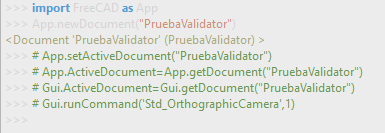 >>> import FreeCAD as App
>>> App.newDocument("PruebaValidator")
<Document 'PruebaValidator' (PruebaValidator) >
>>> # App.setActiveDocument("PruebaValidator")
>>> # App.ActiveDocument=App.getDocument("PruebaValidator")
>>> # Gui.ActiveDocument=Gui.getDocument("PruebaValidator")
>>> # Gui.runCommand('Std_OrthographicCamera',1)
>>>